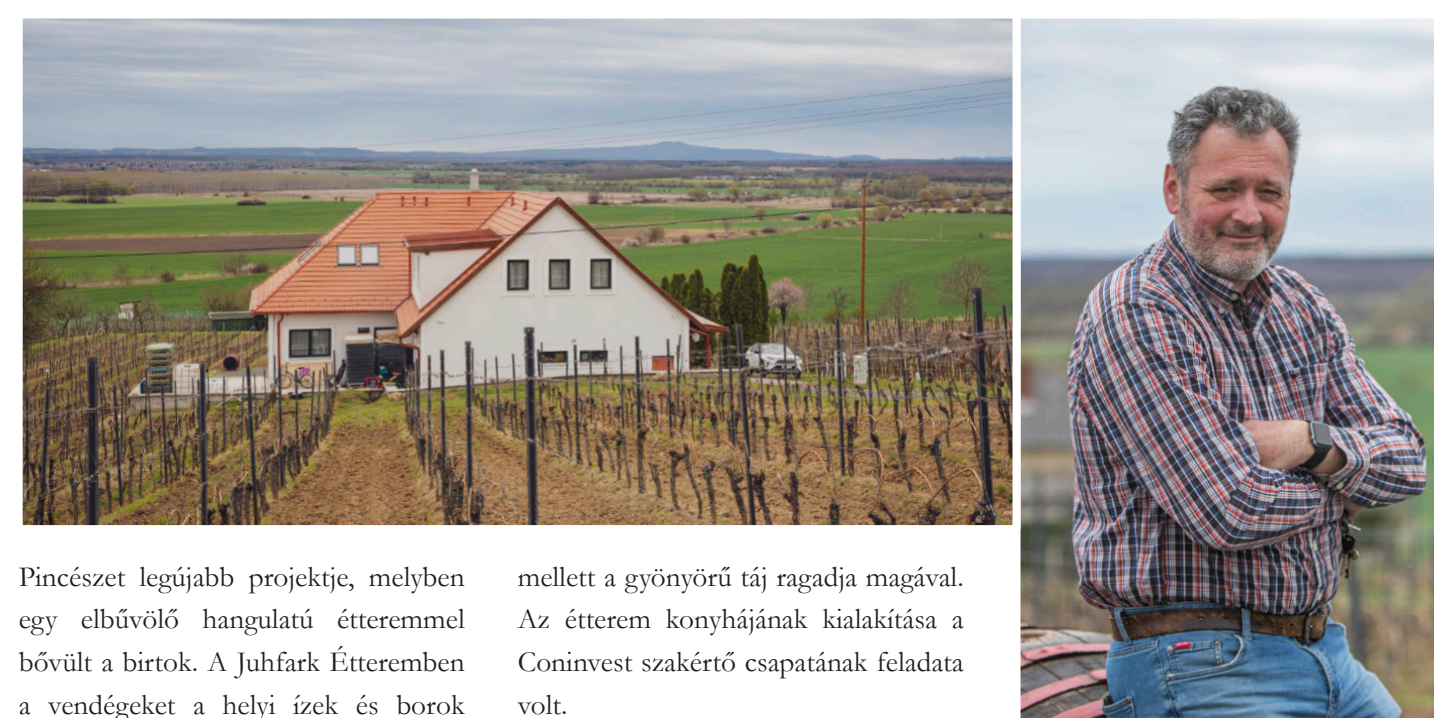 Pincészet legújabb projektje, melyben
egy elbűvölő hangulatú étteremmel
bővült a birtok. A Juhfark Étteremben
a vendégeket a helyi ízek és borok
mellett a gyönyörű táj ragadja magával.
Az étterem konyhájának kialakítása a
Coninvest szakértő csapatának feladata
volt.